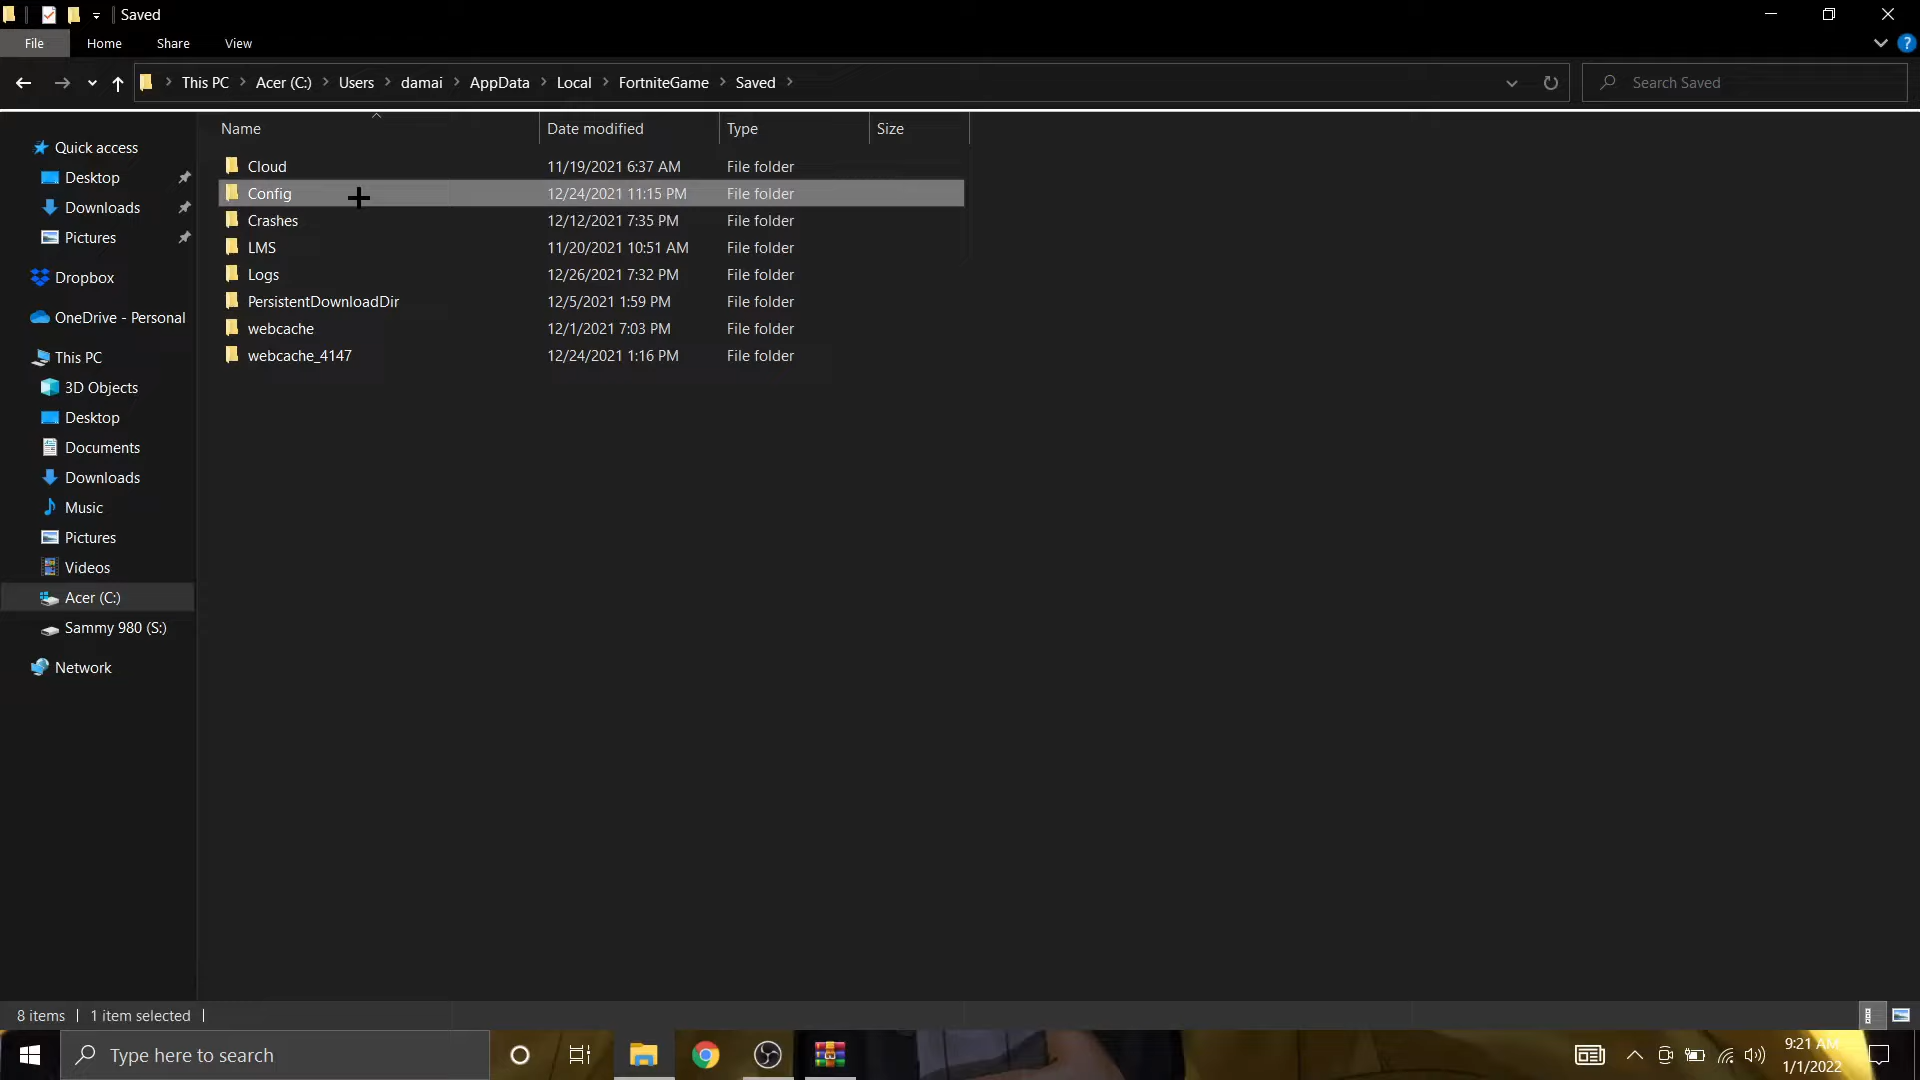 Saved
File Home Share View
This PC Acer (C:) Users damai AppData Local FortniteGame Saved
Search Saved
Name Date modified Type Size
Cloud 11/19/2021 6:37 AM File folder
Config 12/24/2021 11:15 PM File folder
Crashes 12/12/2021 7:35 PM File folder
LMS 11/20/2021 10:51 AM File folder
Logs 12/26/2021 7:32 PM File folder
PersistentDownloadDir 12/5/2021 1:59 PM File folder
webcache 12/1/2021 7:03 PM File folder
webcache_4147 12/24/2021 1:16 PM File folder
Quick access
Desktop
Downloads
Pictures
Dropbox
OneDrive - Personal
This PC
3D Objects
Desktop
Documents
Downloads
Music
Pictures
Videos
Acer (C:)
Sammy 980 (S:)
Network
8 items 1 item selected
Type here to search
9:21 AM
1/1/2022